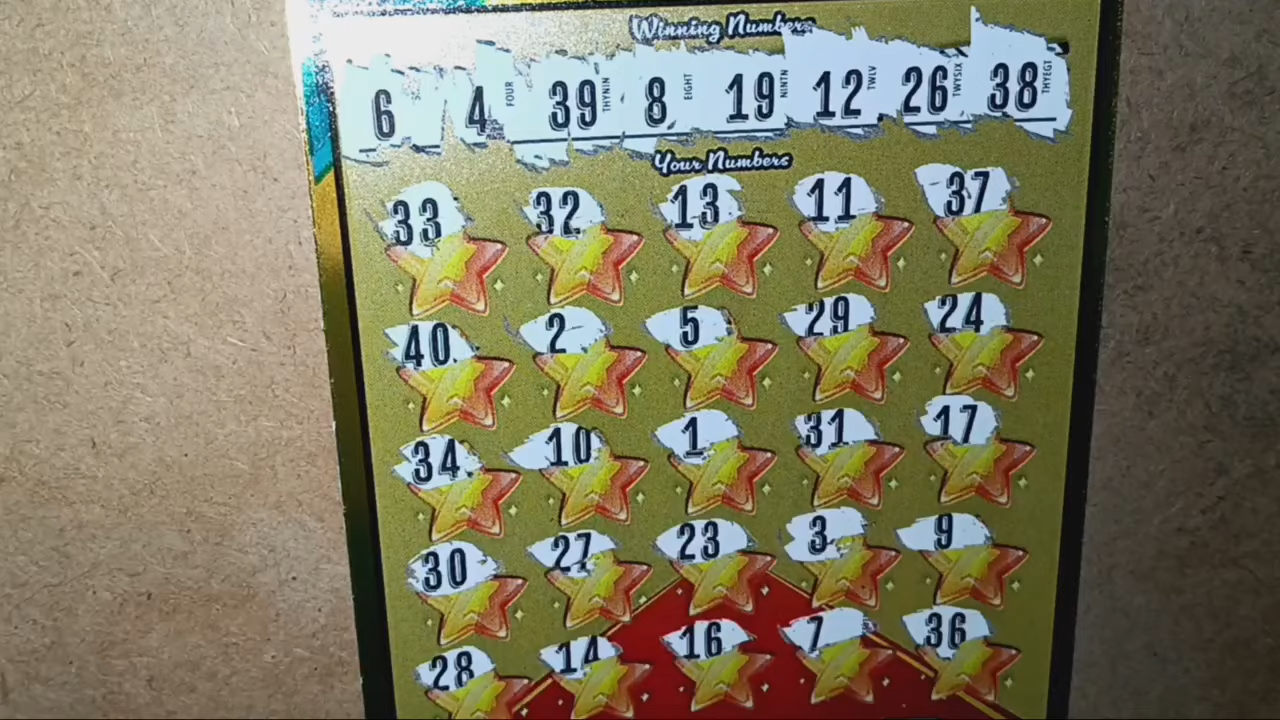 Winning Numbers
6 4 39 8 19 12 26 38
FOUR THYNIN EIGHT NINTN TWLV TWYSIX THYEGT
Your Numbers
33 32 13 11 37
40 2 5 29 24
34 10 1 31 17
30 27 23 3 9
28 14 16 7 36